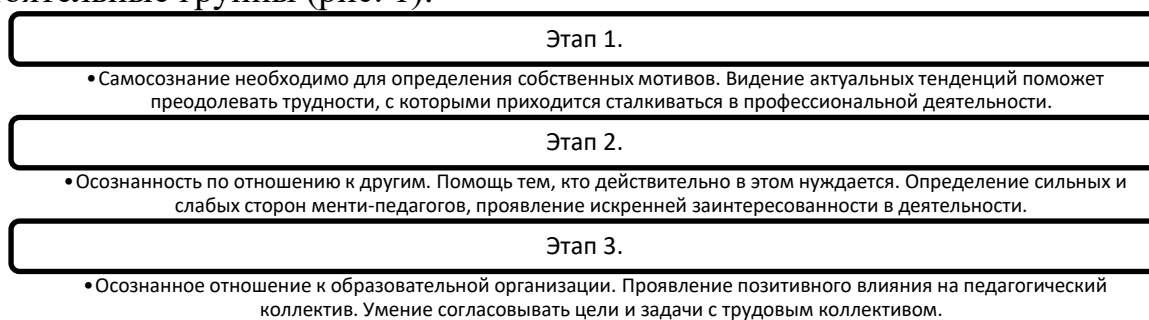 группы (рис. 1).
Этап 1.
•Самосознание необходимо для определения собственных мотивов. Видение актуальных тенденций поможет
преодолевать трудности, с которыми приходится сталкиваться в профессиональной деятельности.
Этап 2.
•Осознанность по отношению к другим. Помощь тем, кто действительно в этом нуждается. Определение сильных и
слабых сторон менти-педагогов, проявление искренней заинтересованности в деятельности.
Этап 3.
•Осознанное отношение к образовательной организации. Проявление позитивного влияния на педагогический
коллектив. Умение согласовывать цели и задачи с трудовым коллективом.